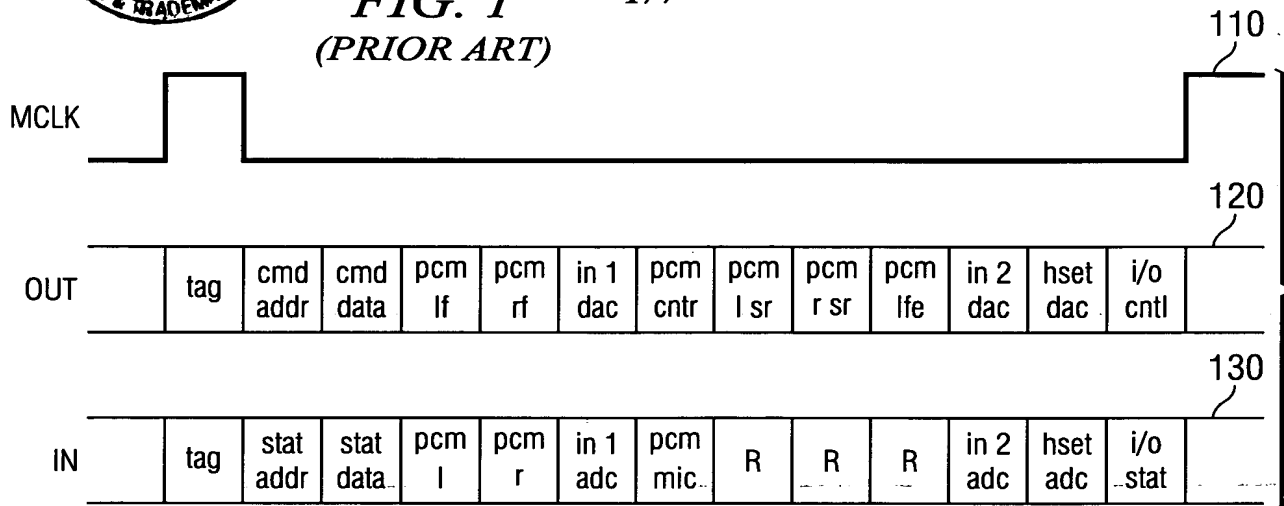 FIG. 1
(PRIOR ART)
110
MCLK
120
OUT
tag
cmd addr
cmd data
pcm lf
pcm rf
in 1 dac
pcm cntr
pcm l sr
pcm r sr
pcm lfe
in 2 dac
hset dac
i/o cntl
130
IN
tag
stat addr
stat data
pcm l
pcm r
in 1 adc
pcm mic
R
R
R
in 2 adc
hset adc
i/o stat